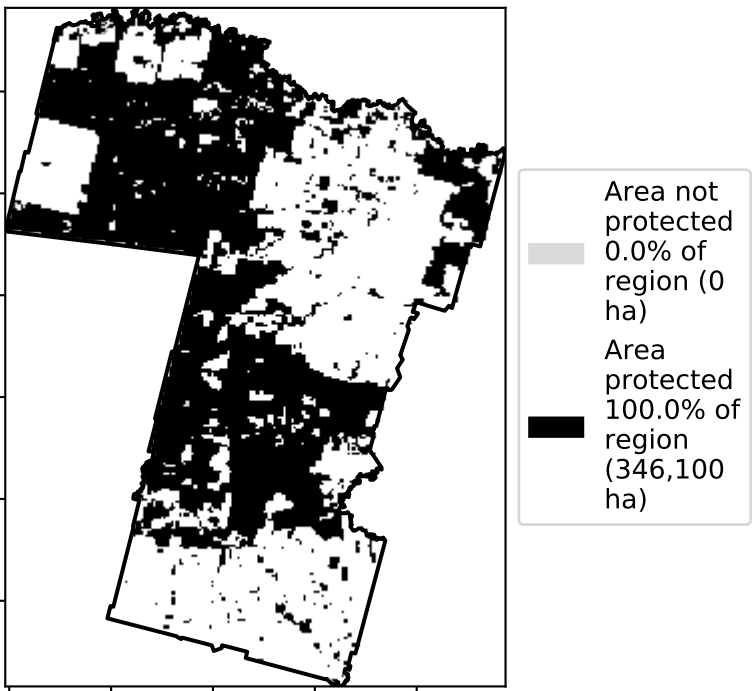 Area not
protected
0.0% of
region (0
ha)
Area
protected
100.0% of
region
(346,100
ha)